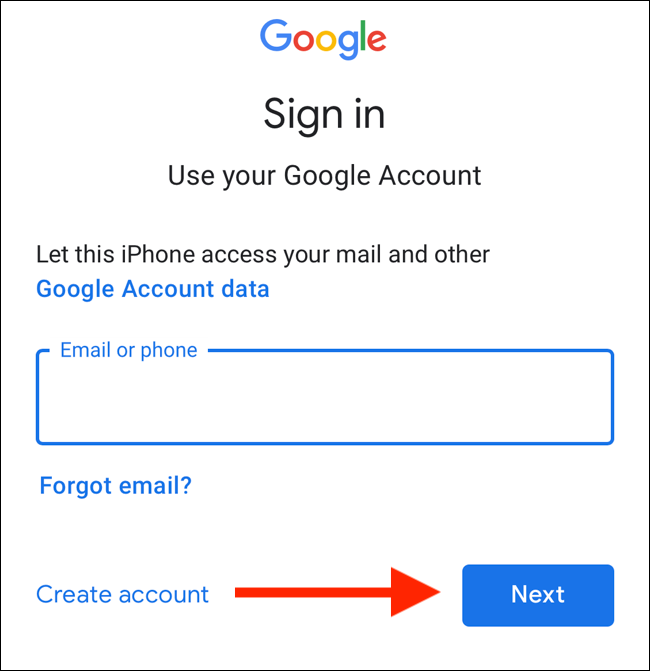 Google
Sign in
Use your Google Account
Let this iPhone access your mail and other
Google Account data
Email or phone
Forgot email?
Create account
Next